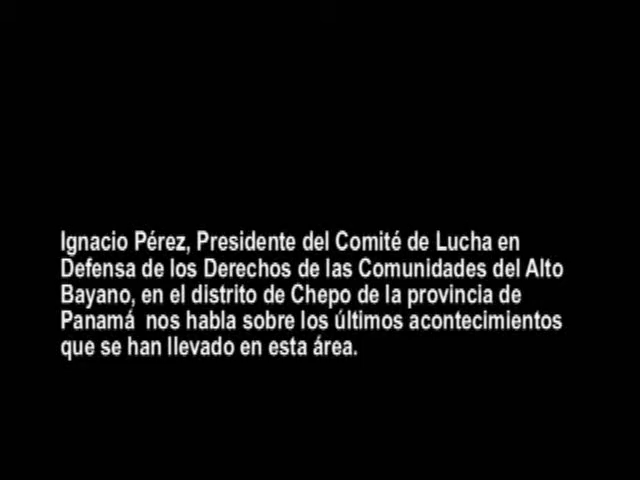 Ignacio Pérez, Presidente del Comité de Lucha en
Defensa de los Derechos de las Comunidades del Alto
Bayano, en el distrito de Chepo de la provincia de
Panamá  nos habla sobre los últimos acontecimientos
que se han llevado en esta área.